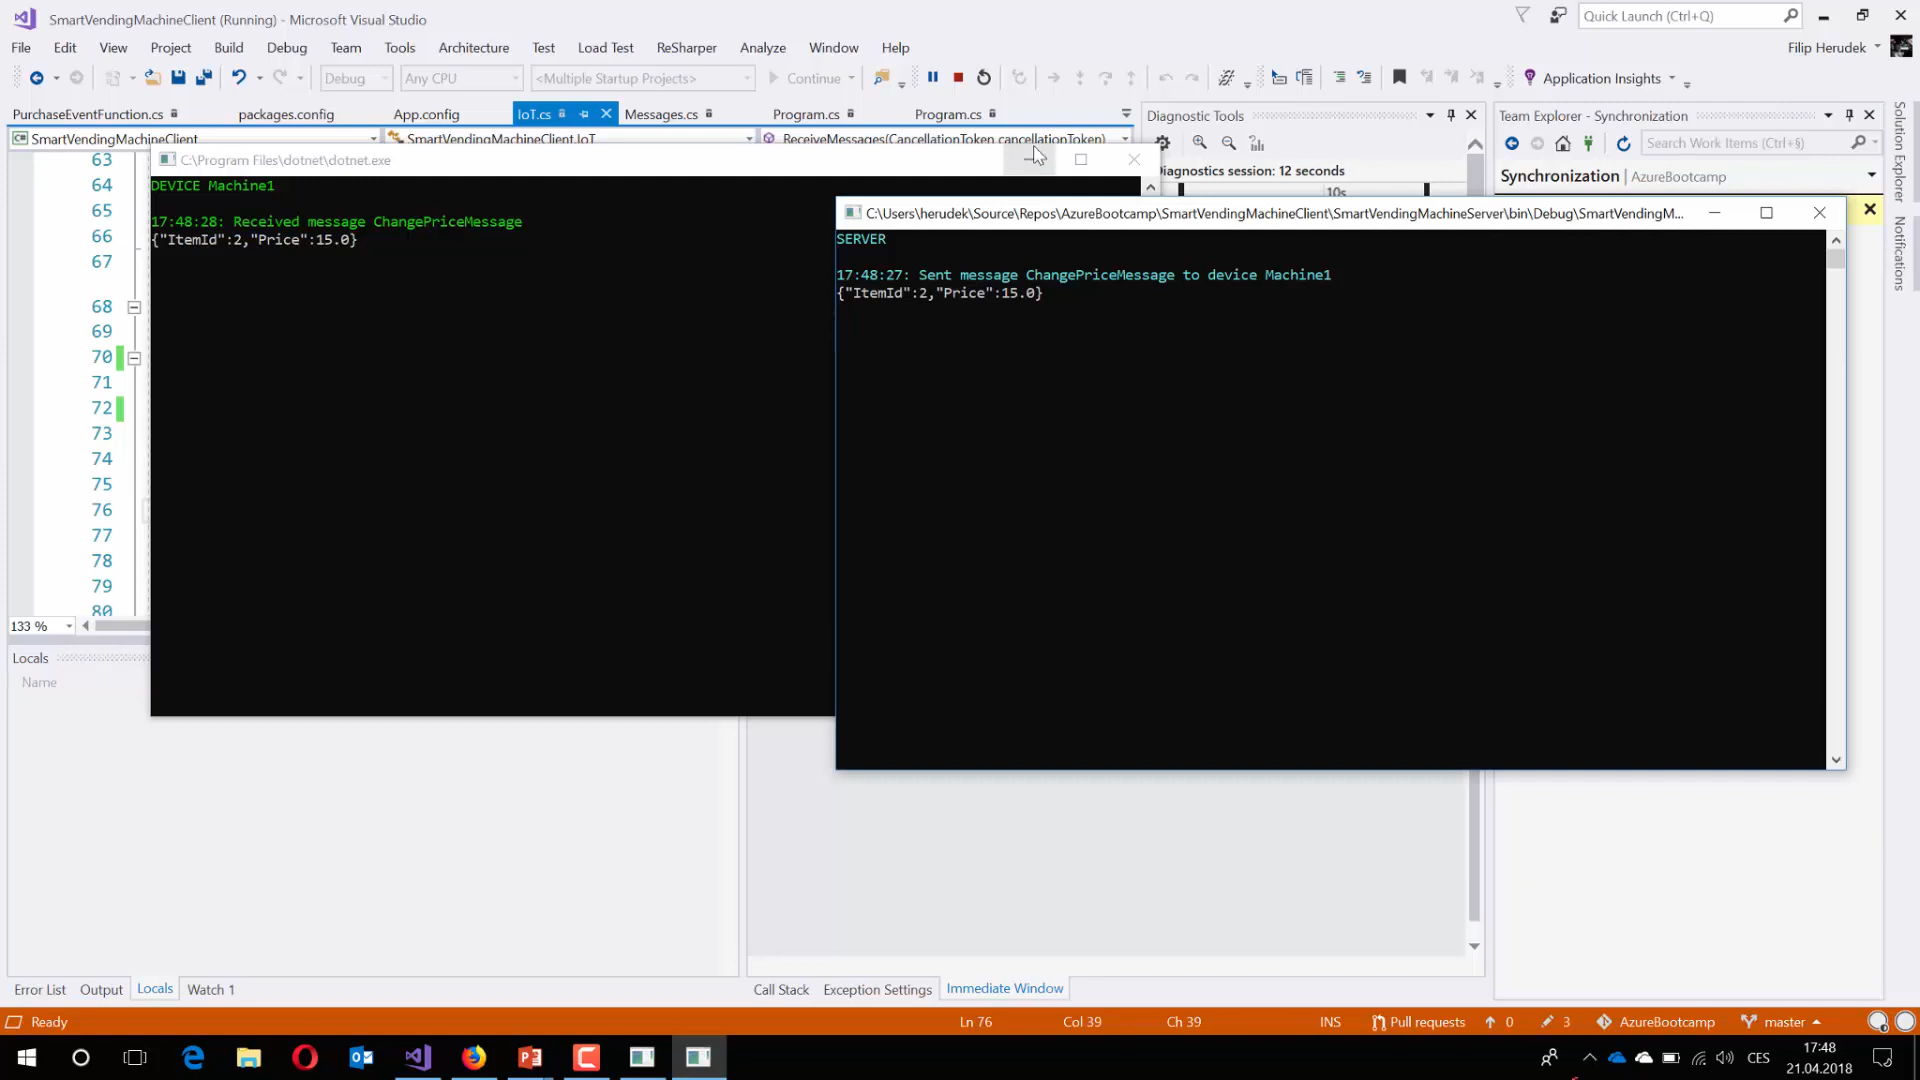 SmartVendingMachineClient (Running) - Microsoft Visual Studio
Quick Launch (Ctrl+Q)
File Edit View Project Build Debug Team Tools Architecture Test Load Test ReSharper Analyze Window Help
Filip Herudek
Debug Any CPU <Multiple Startup Projects> Continue Application Insights
PurchaseEventFunction.cs packages.config App.config IoT.cs Messages.cs Program.cs Program.cs
Diagnostic Tools
Team Explorer - Synchronization
SmartVendingMachineClient SmartVendingMachineClient.IoT ReceiveMessages(CancellationToken cancellationToken)
Search Work Items (Ctrl+§)
Diagnostics session: 12 seconds
10s
Synchronization | AzureBootcamp
Solution Explorer
Notifications
63
64
65
66
67
68
69
70
71
72
73
74
75
76
77
78
79
80
133 %
C:\Program Files\dotnet\dotnet.exe
DEVICE Machine1
17:48:28: Received message ChangePriceMessage
{"ItemId":2,"Price":15.0}
C:\Users\herudek\Source\Repos\AzureBootcamp\SmartVendingMachineClient\SmartVendingMachineServer\bin\Debug\SmartVendingM...
SERVER
17:48:27: Sent message ChangePriceMessage to device Machine1
{"ItemId":2,"Price":15.0}
Locals
Name
Error List Output Locals Watch 1
Call Stack Exception Settings Immediate Window
Ready
Ln 76 Col 39 Ch 39 INS Pull requests 0 3 AzureBootcamp master
CES
17:48
21.04.2018